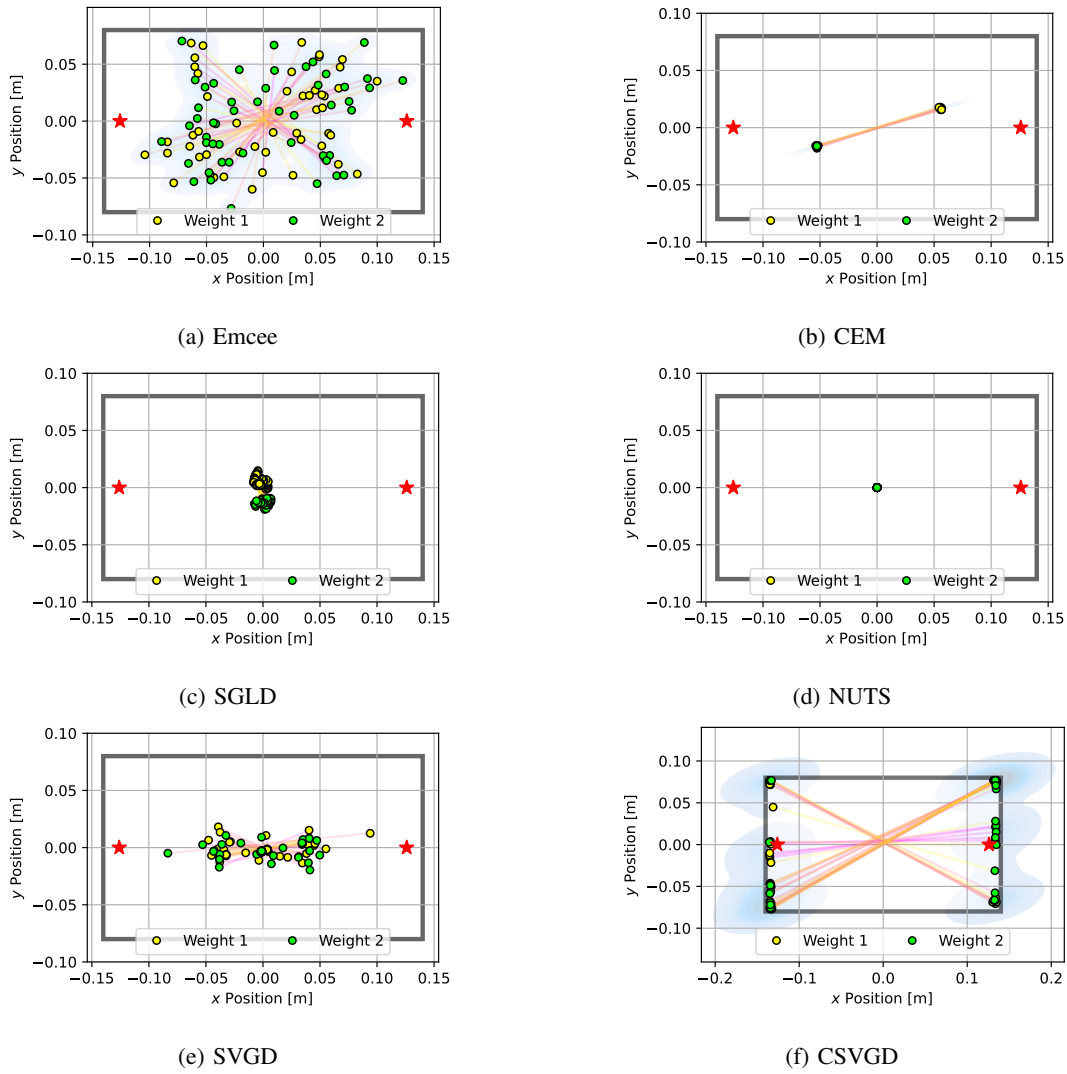 0.05
0.00
−0.05
−0.10
y Position [m]
Weight 1 Weight 2
−0.15 −0.10 −0.05 0.00 0.05 0.10 0.15
x Position [m]
(a) Emcee
0.10
0.05
0.00
−0.05
−0.10
y Position [m]
Weight 1 Weight 2
−0.15 −0.10 −0.05 0.00 0.05 0.10 0.15
x Position [m]
(b) CEM
0.10
0.05
0.00
−0.05
−0.10
y Position [m]
Weight 1 Weight 2
−0.15 −0.10 −0.05 0.00 0.05 0.10 0.15
x Position [m]
(c) SGLD
0.10
0.05
0.00
−0.05
−0.10
y Position [m]
Weight 1 Weight 2
−0.15 −0.10 −0.05 0.00 0.05 0.10 0.15
x Position [m]
(d) NUTS
0.10
0.05
0.00
−0.05
−0.10
y Position [m]
Weight 1 Weight 2
−0.15 −0.10 −0.05 0.00 0.05 0.10 0.15
x Position [m]
(e) SVGD
0.10
0.05
0.00
−0.05
−0.10
y Position [m]
Weight 1 Weight 2
−0.2 −0.1 0.0 0.1 0.2
x Position [m]
(f) CSVGD